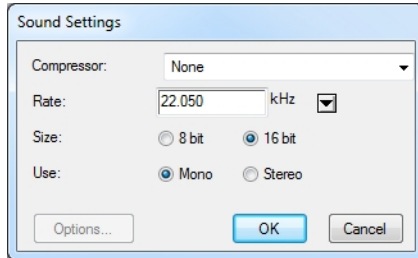 Sound Settings
Compressor: None
Rate: 22.050 kHz
Size: 8 bit 16 bit
Use: Mono Stereo
Options... OK Cancel